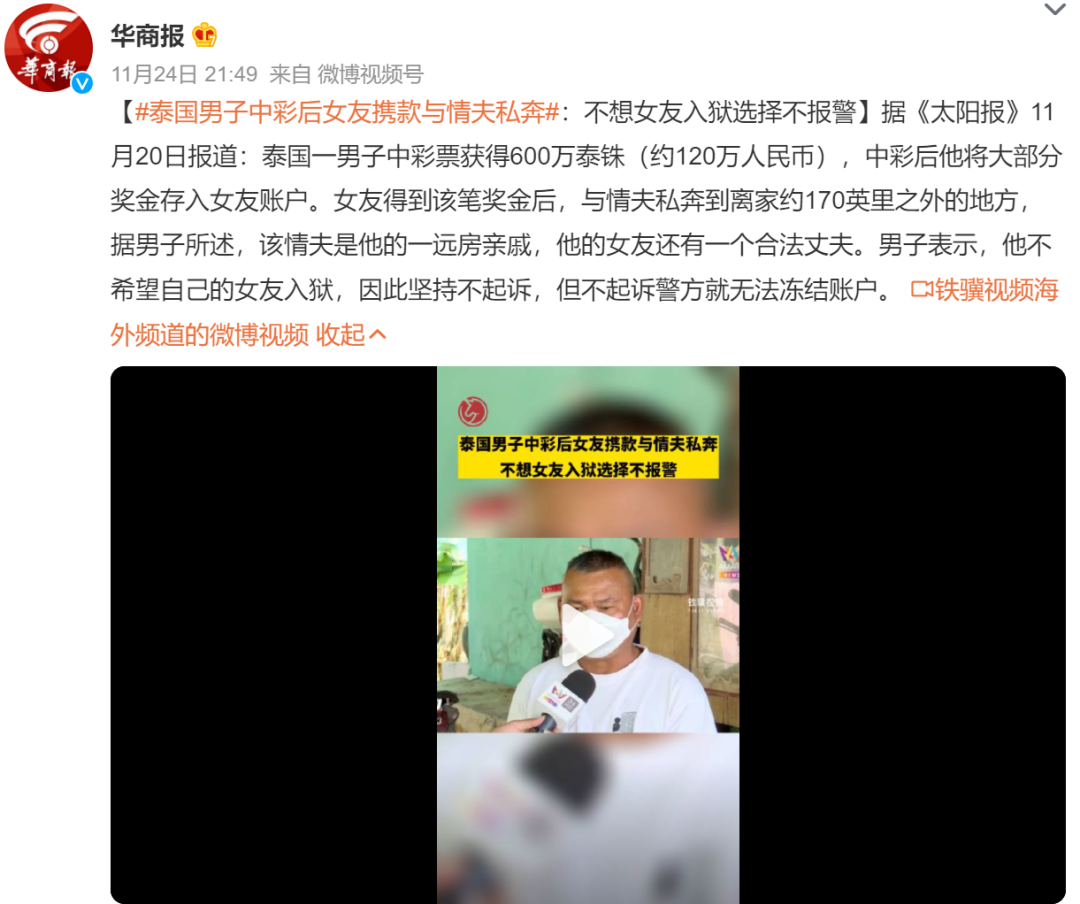 華商報
华商报
11月24日 21:49 来自 微博视频号
【#泰国男子中彩后女友携款与情夫私奔#：不想女友入狱选择不报警】据《太阳报》11
月20日报道：泰国一男子中彩票获得600万泰铢（约120万人民币），中彩后他将大部分
奖金存入女友账户。女友得到该笔奖金后，与情夫私奔到离家约170英里之外的地方，
据男子所述，该情夫是他的一远房亲戚，他的女友还有一个合法丈夫。男子表示，他不
希望自己的女友入狱，因此坚持不起诉，但不起诉警方就无法冻结账户。 铁骥视频海
外频道的微博视频 收起
泰国男子中彩后女友携款与情夫私奔
不想女友入狱选择不报警